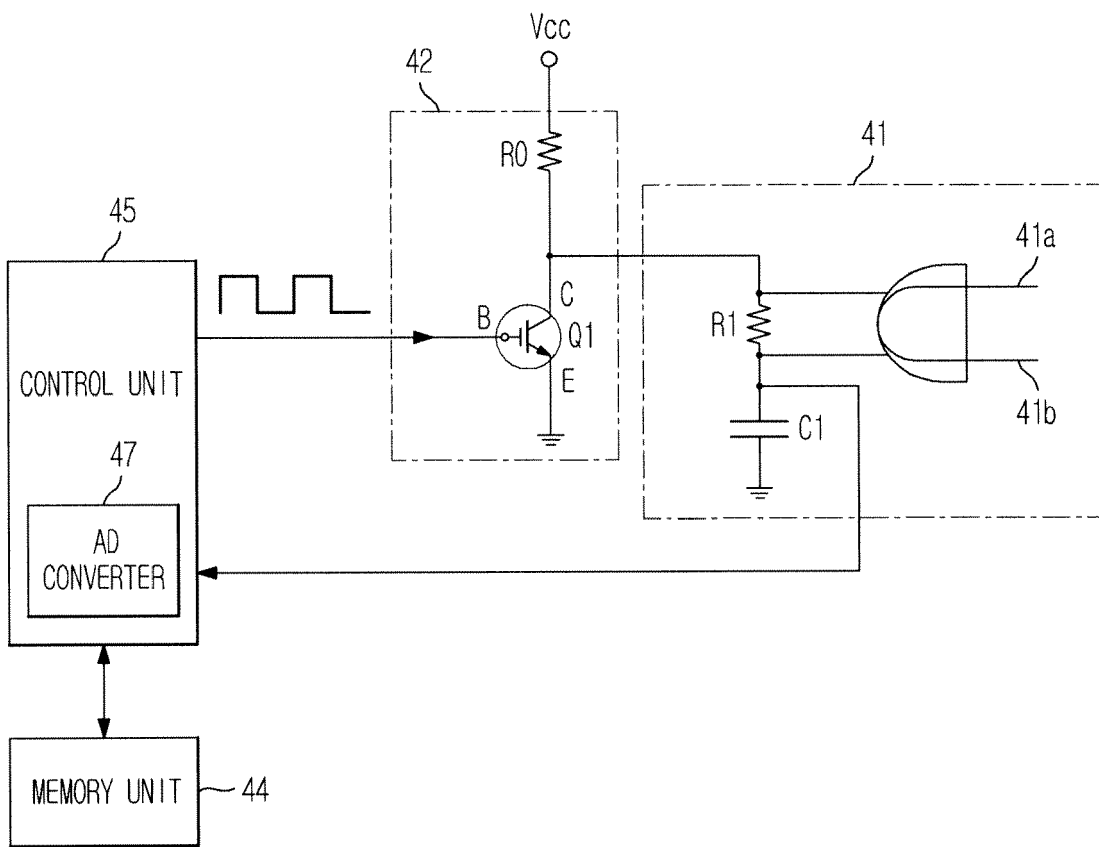 Vcc
42
R0
41
45
41a
C
B
Q1
R1
E
CONTROL UNIT
41b
C1
47
AD
CONVERTER
MEMORY UNIT
44